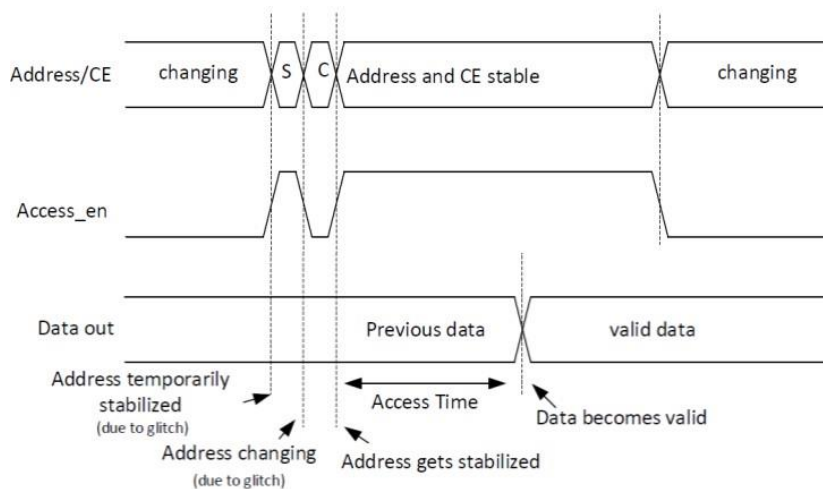 Address/CE
changing
S
C
Address and CE stable
changing
Access_en
Data out
Previous data
valid data
Address temporarily
stabilized
(due to glitch)
Access Time
Data becomes valid
Address changing
(due to glitch)
Address gets stabilized